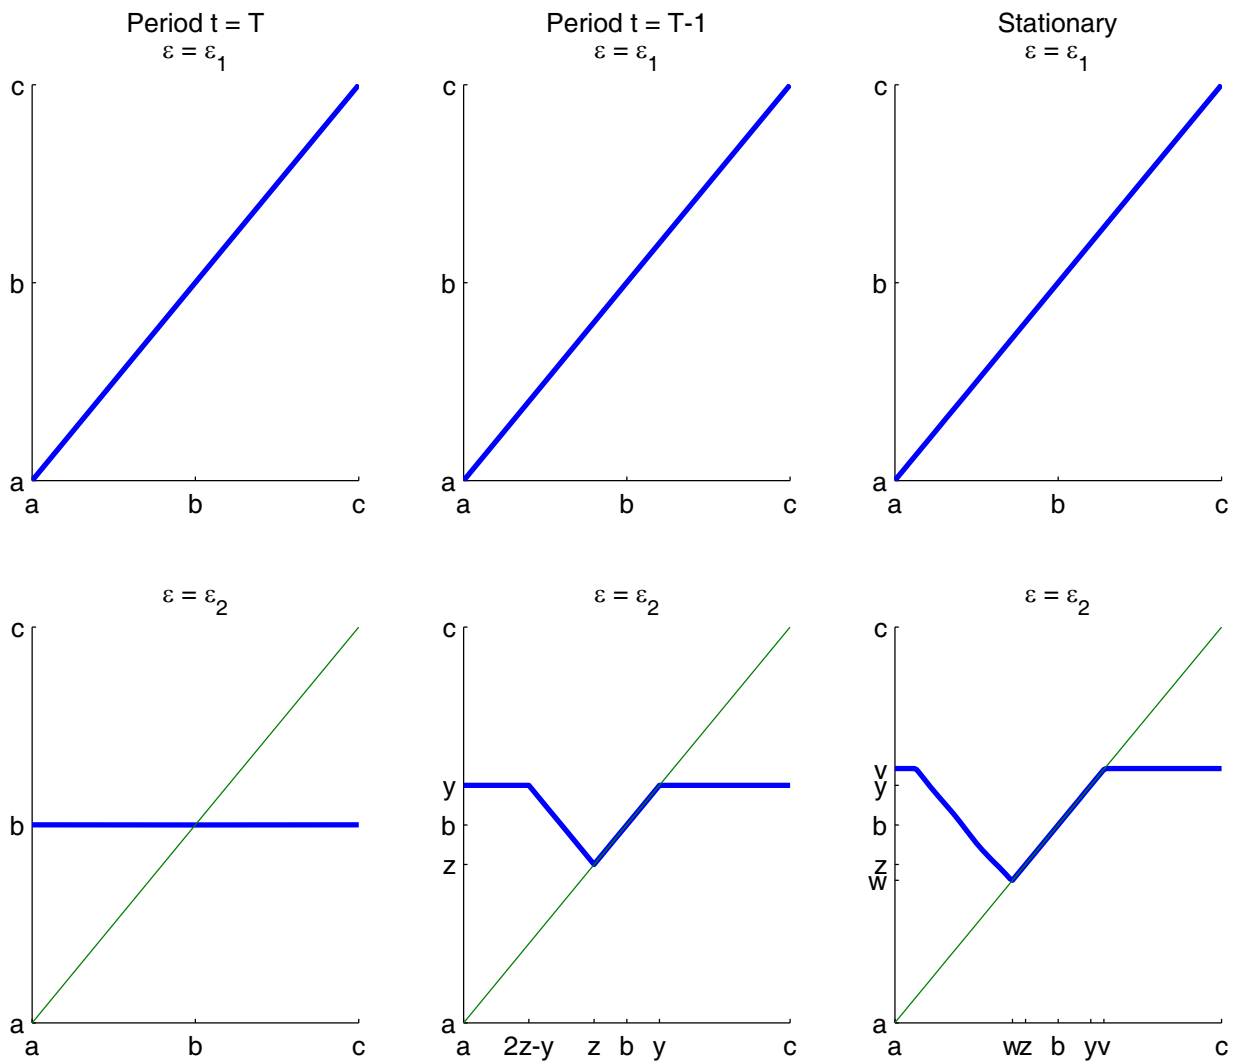 Period t = T
ε = ε1
c
b
a
a b c
Period t = T-1
ε = ε1
c
b
a
a b c
Stationary
ε = ε1
c
b
a
a b c
ε = ε2
c
b
a
a b c
ε = ε2
c
y
b
z
a
a 2z-y z b y c
ε = ε2
c
v
y
b
z
w
a
a wz b yv c